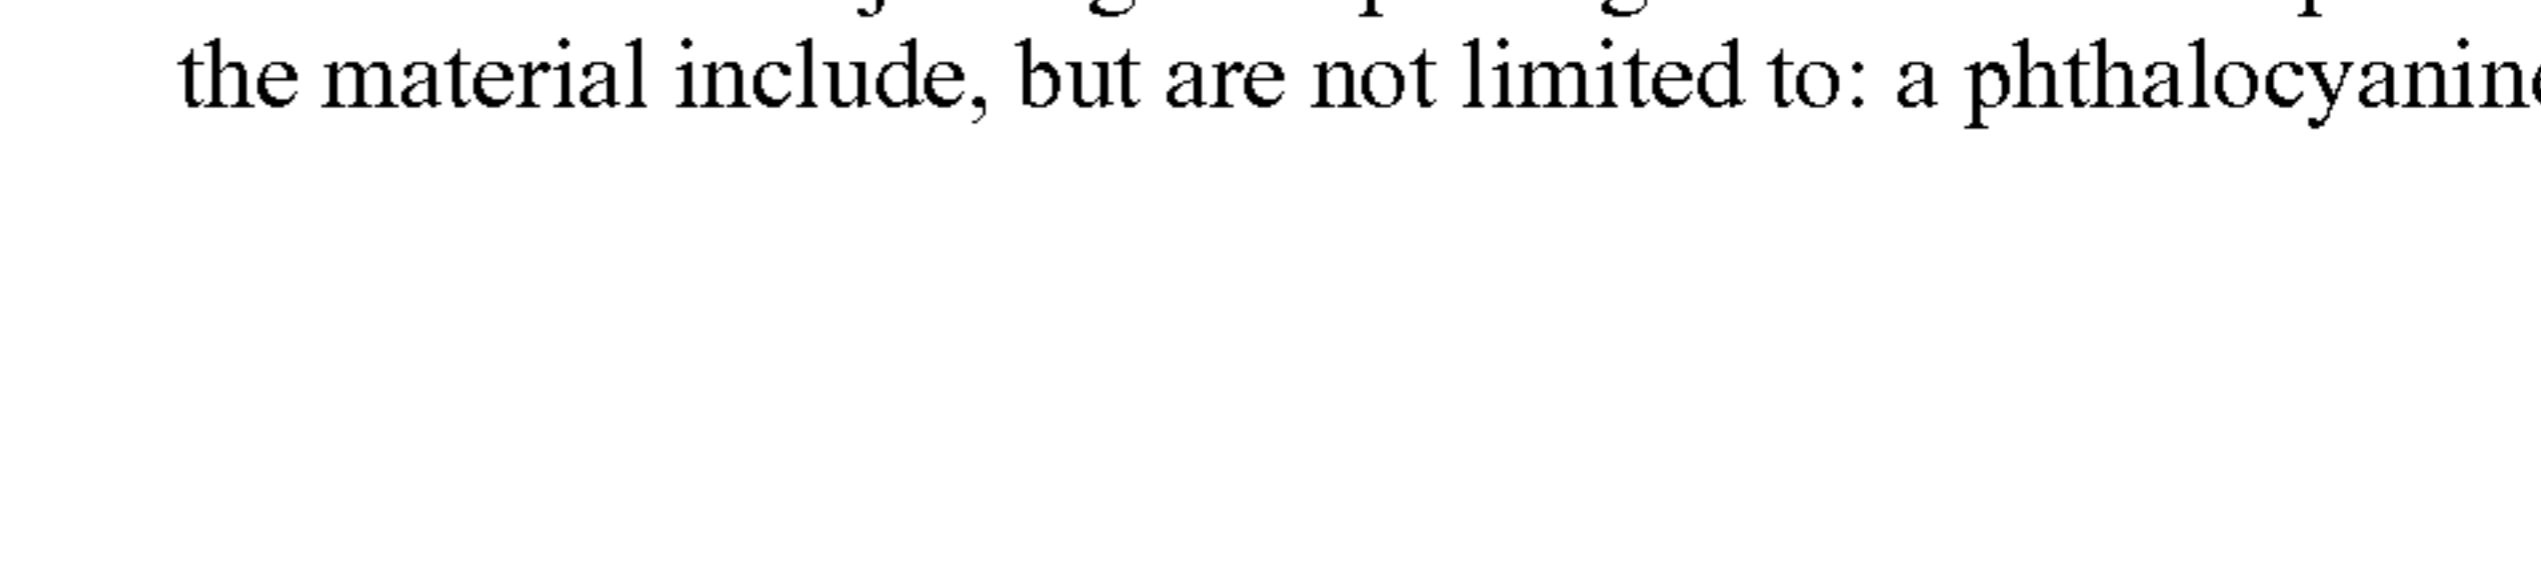 the material include, but are not limited to: a phthalocyanine